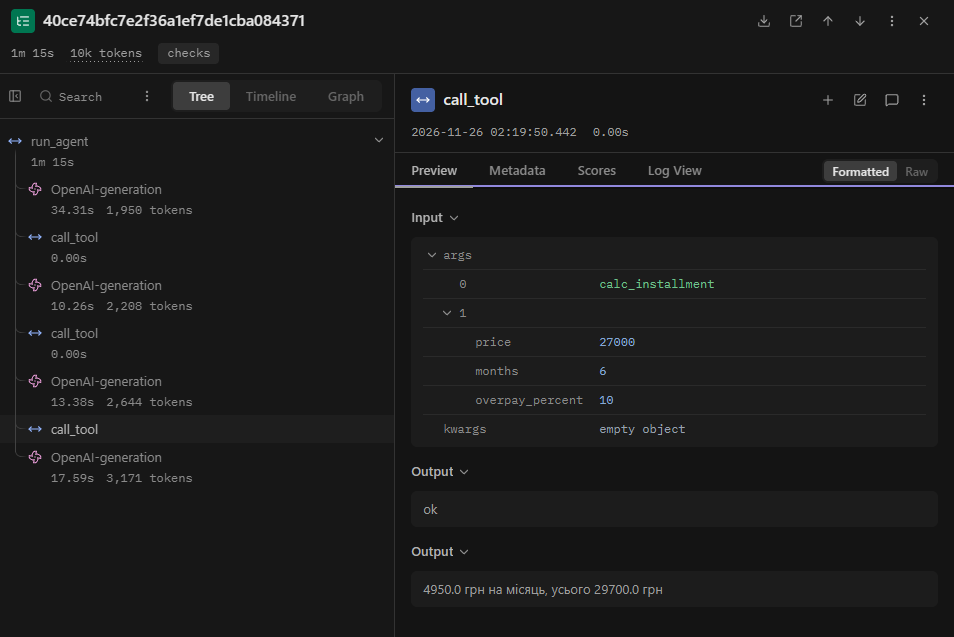 40ce74bfc7e2f36a1ef7de1cba084371
1m 15s 10k tokens checks
Search Tree Timeline Graph
run_agent
1m 15s
OpenAI-generation
34.31s 1,950 tokens
call_tool
0.00s
OpenAI-generation
10.26s 2,208 tokens
call_tool
0.00s
OpenAI-generation
13.38s 2,644 tokens
call_tool
OpenAI-generation
17.59s 3,171 tokens
call_tool
2026-11-26 02:19:50.442 0.00s
Preview Metadata Scores Log View Formatted Raw
Input
args
0 calc_installment
1
price 27000
months 6
overpay_percent 10
kwargs empty object
Output
ok
Output
4950.0 грн на місяць, усього 29700.0 грн